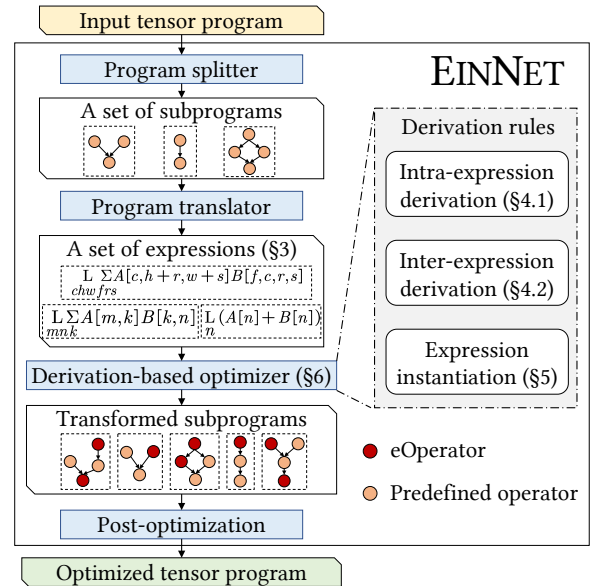 Input tensor program
EINNET
Program splitter
A set of subprograms
Program translator
A set of expressions (§3)
L Σ A[c, h + r, w + s]B[f, c, r, s]
chwfrs
L Σ A[m, k]B[k, n]
mnk
L (A[n] + B[n])
n
Derivation-based optimizer (§6)
Transformed subprograms
Post-optimization
Optimized tensor program
Derivation rules
Intra-expression
derivation (§4.1)
Inter-expression
derivation (§4.2)
Expression
instantiation (§5)
eOperator
Predefined operator